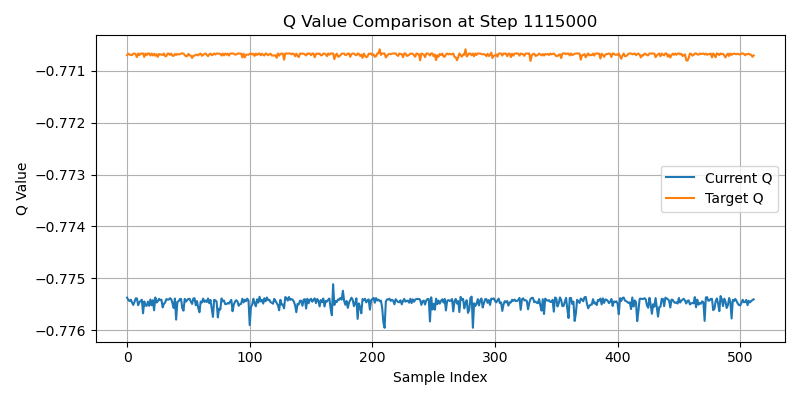 Q Value Comparison at Step 1115000
Q Value
−0.771
−0.772
−0.773
−0.774
−0.775
−0.776
Current Q
Target Q
0
100
200
300
400
500
Sample Index